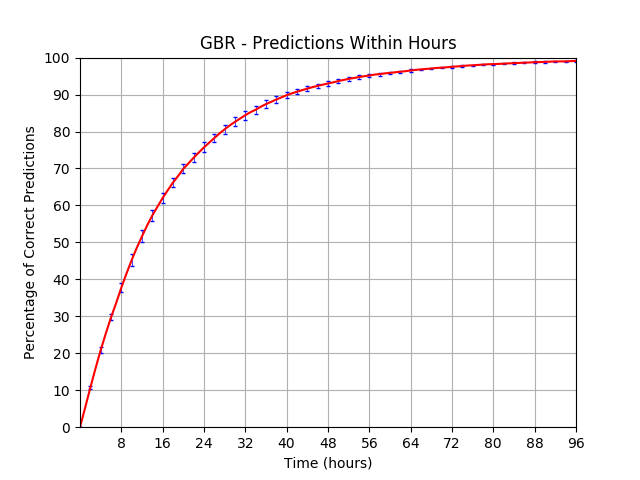 GBR - Predictions Within Hours
Percentage of Correct Predictions
100
90
80
70
60
50
40
30
20
10
0
8 16 24 32 40 48 56 64 72 80 88 96
Time (hours)